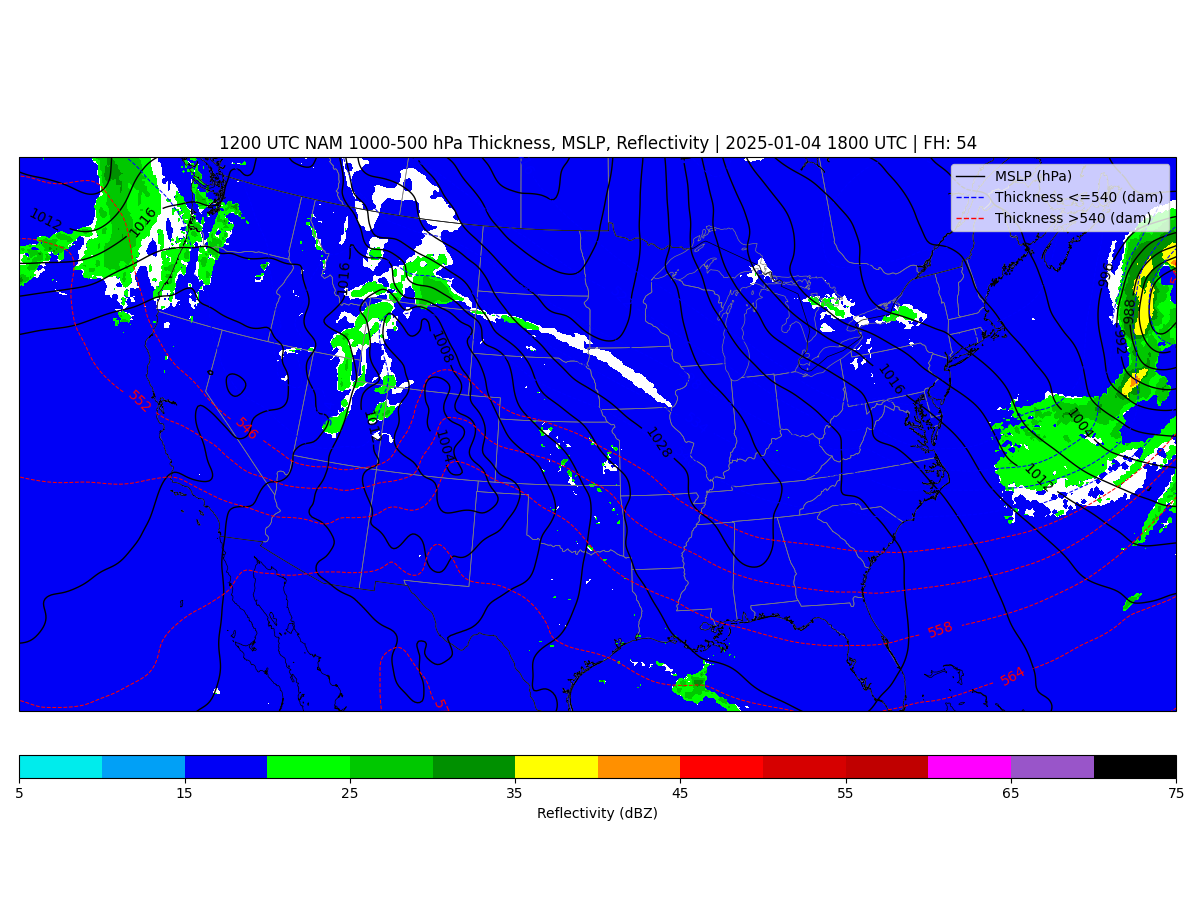 1200 UTC NAM 1000-500 hPa Thickness, MSLP, Reflectivity | 2025-01-04 1800 UTC | FH: 54
MSLP (hPa)
Thickness <=540 (dam)
Thickness >540 (dam)
1012
1016
1016
988
992
1008
1016
552
546
1004
1004
1028
1012
558
564
5 15 25 35 45 55 65 75
Reflectivity (dBZ)